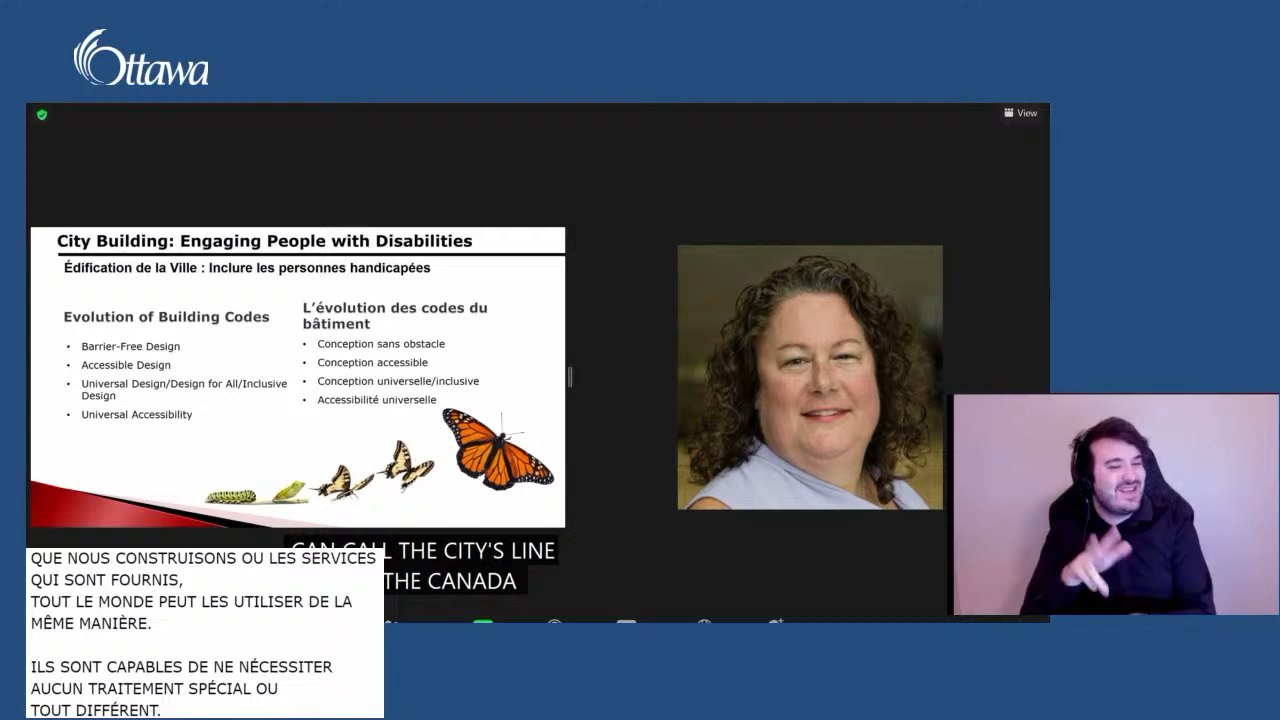 Ottawa
View
City Building: Engaging People with Disabilities
Édification de la Ville : Inclure les personnes handicapées
Evolution of Building Codes
• Barrier-Free Design
• Accessible Design
• Universal Design/Design for All/Inclusive
Design
• Universal Accessibility
L’évolution des codes du
bâtiment
• Conception sans obstacle
• Conception accessible
• Conception universelle/inclusive
• Accessibilité universelle
CAN CALL THE CITY'S LINE
THE CANADA
QUE NOUS CONSTRUISONS OU LES SERVICES
QUI SONT FOURNIS,
TOUT LE MONDE PEUT LES UTILISER DE LA
MÊME MANIÈRE.
ILS SONT CAPABLES DE NE NÉCESSITER
AUCUN TRAITEMENT SPÉCIAL OU
TOUT DIFFÉRENT.